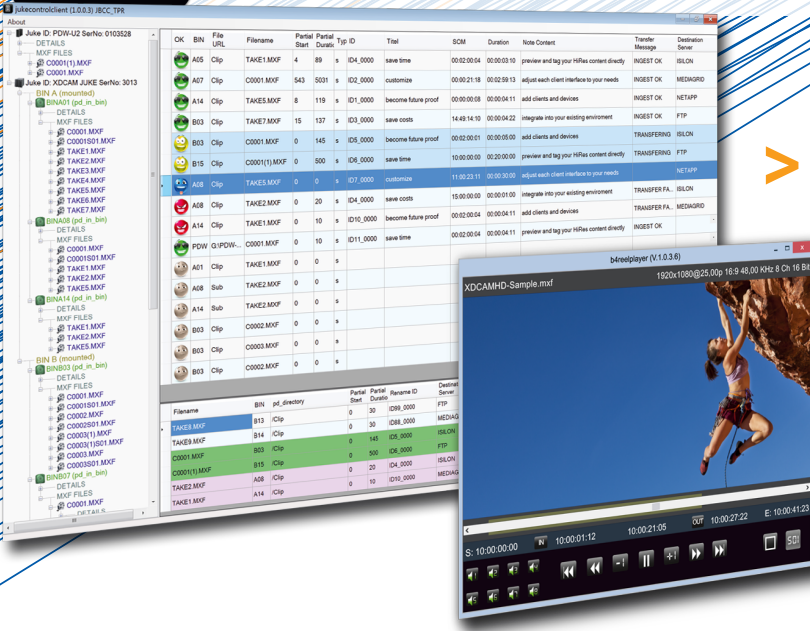 jukecontrolclient (1.0.0.3) JBCC_TPR
About
Juke ID: PDW-U2 SerNo: 0103528
DETAILS
MXF FILES
C0001(1).MXF
C0001.MXF
Juke ID: XDCAM JUKE SerNo: 3013
BIN A (mounted)
BINA01 (pd_in_bin)
DETAILS
MXF FILES
C0001.MXF
C0001S01.MXF
TAKE1.MXF
TAKE2.MXF
TAKE3.MXF
TAKE4.MXF
TAKE5.MXF
TAKE6.MXF
TAKE7.MXF
BINA08 (pd_in_bin)
DETAILS
MXF FILES
C0001.MXF
C0001S01.MXF
TAKE1.MXF
TAKE2.MXF
TAKE5.MXF
BINA14 (pd_in_bin)
DETAILS
MXF FILES
TAKE1.MXF
TAKE2.MXF
TAKE5.MXF
BIN B (mounted)
BINB03 (pd_in_bin)
DETAILS
MXF FILES
C0001.MXF
C0001S01.MXF
C0002.MXF
C0002S01.MXF
C0003(1).MXF
C0003(1)S01.MXF
C0003.MXF
C0003S01.MXF
BINB07 (pd_in_bin)
DETAILS
MXF FILES
C0001.MXF
DETAILS
OK BIN File URL Filename Partial Start Partial Duratic Typ ID Titel SOM Duration Note Content Transfer Message Destination Server
A05 Clip TAKE1.MXF 4 89 s ID4_0000 save time 00:02:00:04 00:00:03:10 preview and tag your HiRes content directly INGEST OK ISILON
A07 Clip C0001.MXF 543 5031 s ID2_0000 customize 00:00:21:18 00:02:59:13 adjust each client interface to your needs INGEST OK MEDIAGRID
A14 Clip TAKE5.MXF 8 119 s ID1_0000 become future proof 00:00:00:08 00:00:04:11 add clients and devices INGEST OK NETAPP
B03 Clip TAKE7.MXF 15 137 s ID3_0000 save costs 14:49:14:10 00:00:04:22 integrate into your existing enviroment INGEST OK FTP
B03 Clip C0001.MXF 0 145 s ID5_0000 become future proof 00:02:00:01 00:00:05:00 add clients and devices TRANSFERING ISILON
B15 Clip C0001(1).MXF 0 500 s ID6_0000 save time 10:00:00:00 00:00:20:00 preview and tag your HiRes content directly TRANSFERING FTP
A08 Clip TAKE5.MXF 0 0 s ID7_0000 customize 11:00:23:11 00:00:30:00 adjust each client interface to your needs NETAPP
A08 Clip TAKE2.MXF 0 20 s ID4_0000 save costs 15:00:00:00 00:00:01:00 integrate into your existing enviroment TRANSFER FA... ISILON
A14 Clip TAKE1.MXF 0 10 s ID10_0000 become future proof 00:02:00:04 00:00:04:11 add clients and devices TRANSFER FA... MEDIAGRID
PDW G:\PDW-... C0001.MXF 0 10 s ID11_0000 save time 00:02:00:04 00:00:04:11 preview and tag your HiRes content directly INGEST OK
A01 Clip TAKE1.MXF 0 0 s
A08 Sub TAKE2.MXF 0 0 s
A14 Sub TAKE2.MXF 0 0 s
B03 Clip C0002.MXF 0 0 s
B03 Clip C0003.MXF 0 0 s
B03 Clip C0002.MXF 0 0 s
Filename BIN pd_directory Partial Start Partial Duratio Rename ID Destinat Server
TAKE8.MXF B13 /Clip 0 30 ID99_0000 FTP
TAKE9.MXF B14 /Clip 0 30 ID88_0000 MEDIAG
C0001.MXF B03 /Clip 0 145 ID5_0000 ISILON
C0001(1).MXF B15 /Clip 0 500 ID6_0000 FTP
TAKE2.MXF A08 /Clip 0 20 ID4_0000 ISILON
TAKE1.MXF A14 /Clip 0 10 ID10_0000 MEDIAG
>
b4reelplayer (V.1.0.3.6)
XDCAMHD-Sample.mxf 1920x1080@25,00p 16:9 48,00 KHz 8 Ch 16 Bit
S: 10:00:00:00 IN 10:00:01:12 10:00:21:05 OUT 10:00:27:22 E: 10:00:41:23
-1 +1